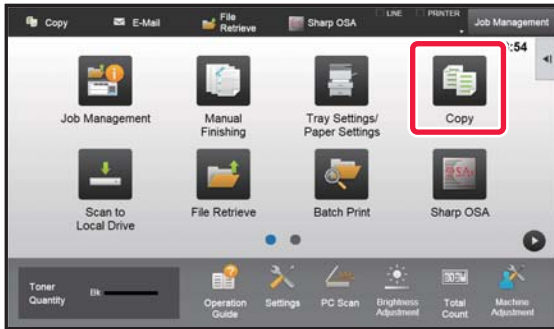 Copy
E-Mail
File
Retrieve
Sharp OSA
LINE
PRINTER
Job Management
:54
Job Management
Manual
Finishing
Tray Settings/
Paper Settings
Copy
Scan to
Local Drive
File Retrieve
Batch Print
Sharp OSA
Toner
Quantity
Bk
Operation
Guide
Settings
PC Scan
Brightness
Adjustment
Total
Count
Machine
Adjustment